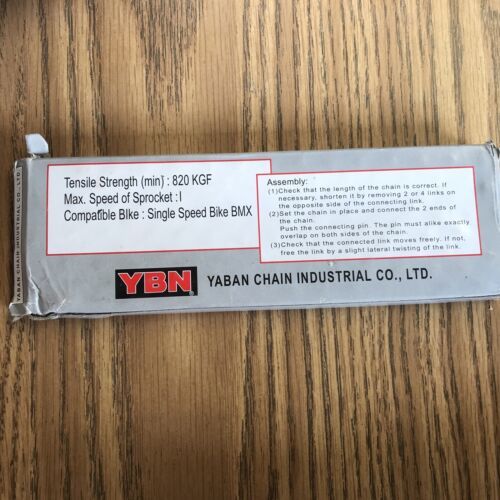 Tensile Strength (min) : 820 KGF
Max. Speed of Sprocket : I
Compatible BIke : Single Speed Bike BMX
Assembly:
(1)Check that the length of the chain is correct. If
necessary, shorten it by removing 2 or 4 links on
the opposite side of the connecting link.
(2)Set the chain in place and connect the 2 ends of
the chain.
Push the connecting pin. The pin must alike exactly
overlap on both sides of the chain.
(3)Check that the connected link moves freely. If not,
free the link by a slight lateral twisting of the link.
YBN
YABAN CHAIN INDUSTRIAL CO., LTD.
YABAN CHAIN INDUSTRIAL CO., LTD.